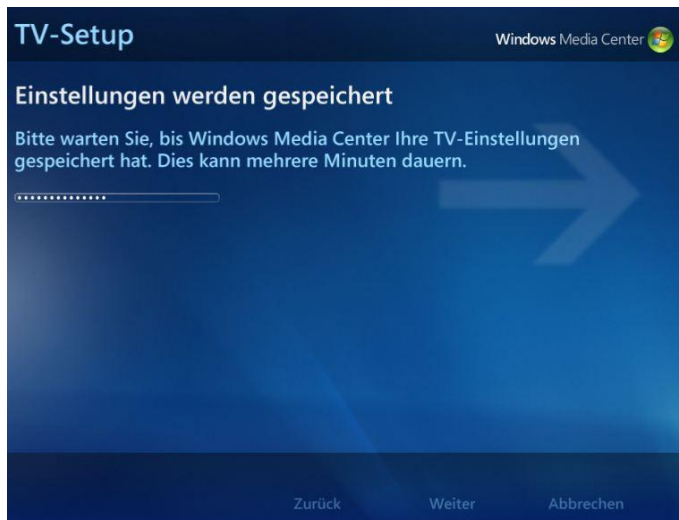 TV-Setup
Windows Media Center
Einstellungen werden gespeichert
Bitte warten Sie, bis Windows Media Center Ihre TV-Einstellungen
gespeichert hat. Dies kann mehrere Minuten dauern.
Zurück Weiter Abbrechen